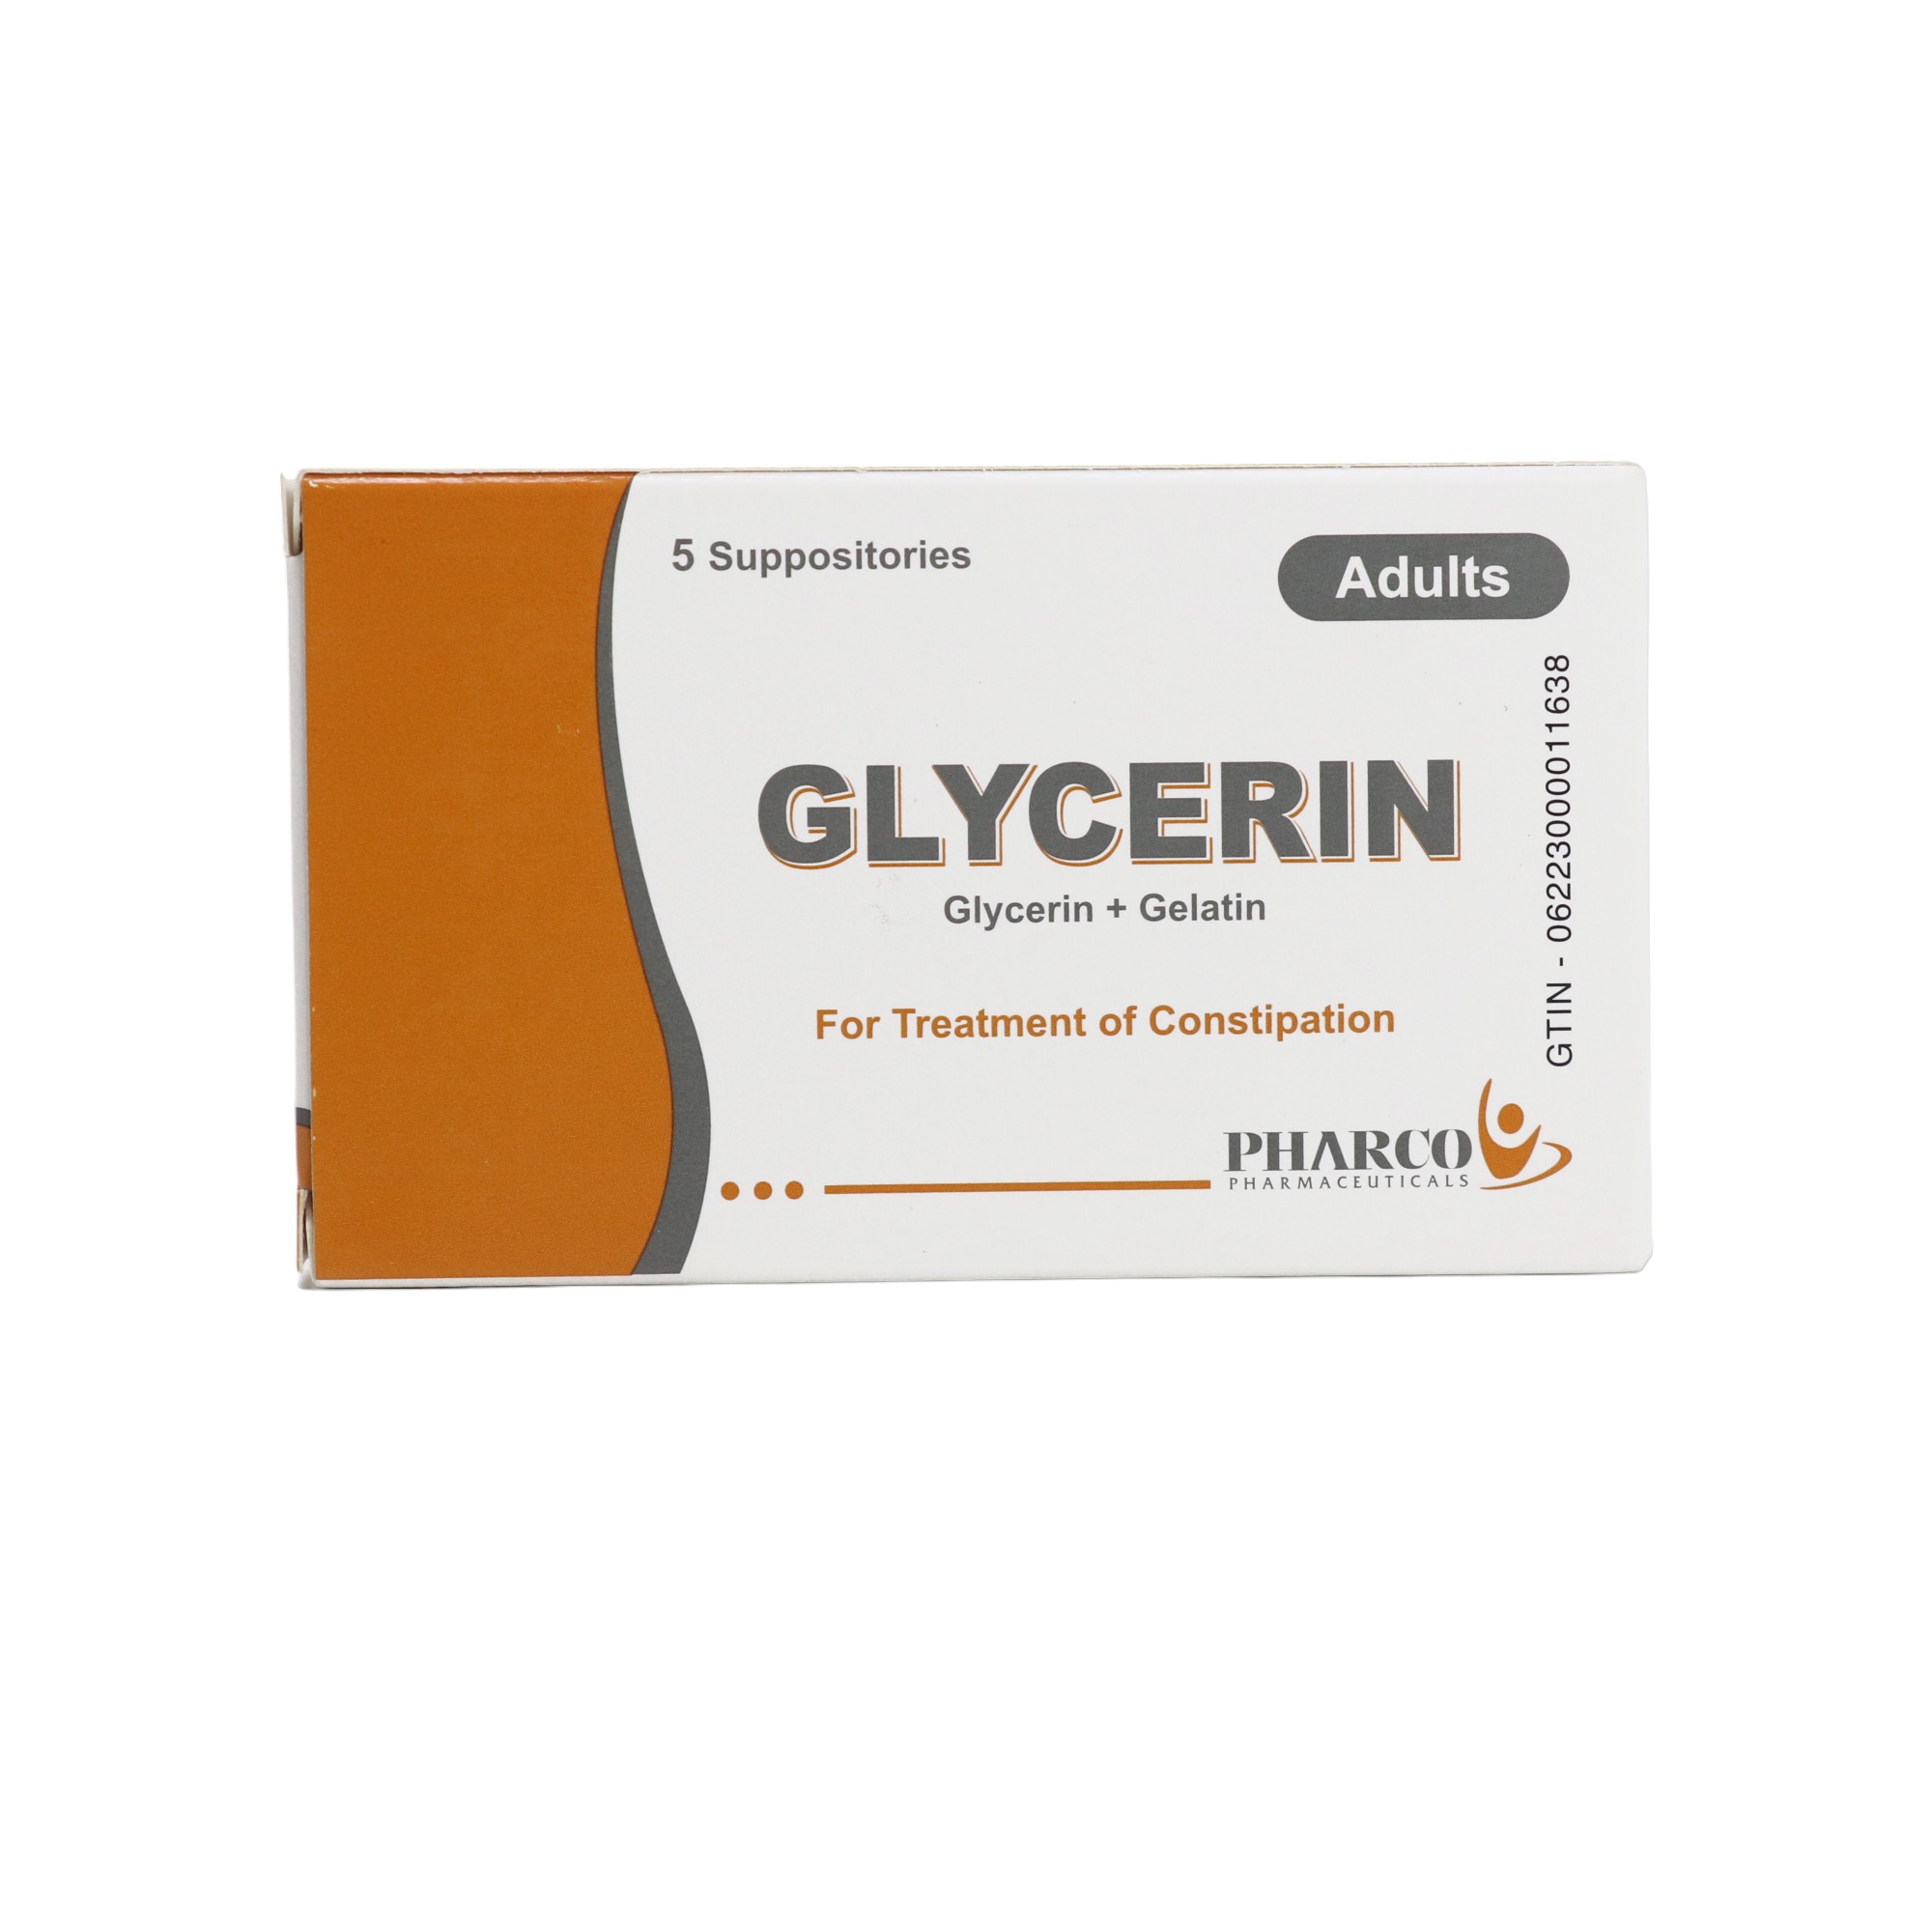 5 Suppositories
Adults
GLYCERIN
Glycerin + Gelatin
For Treatment of Constipation
GTIN - 06223000011638
PHARCO
PHARMACEUTICALS